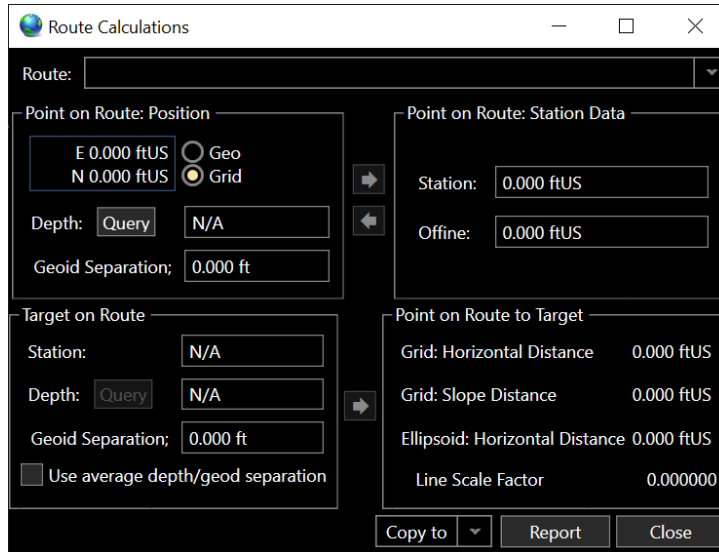 Route Calculations
Route:
Point on Route: Position
E 0.000 ftUS
N 0.000 ftUS
Geo
Grid
Depth: Query N/A
Geoid Separation; 0.000 ft
Point on Route: Station Data
Station: 0.000 ftUS
Offine: 0.000 ftUS
Target on Route
Station: N/A
Depth: Query N/A
Geoid Separation; 0.000 ft
Use average depth/geod separation
Point on Route to Target
Grid: Horizontal Distance 0.000 ftUS
Grid: Slope Distance 0.000 ftUS
Ellipsoid: Horizontal Distance 0.000 ftUS
Line Scale Factor 0.000000
Copy to Report Close